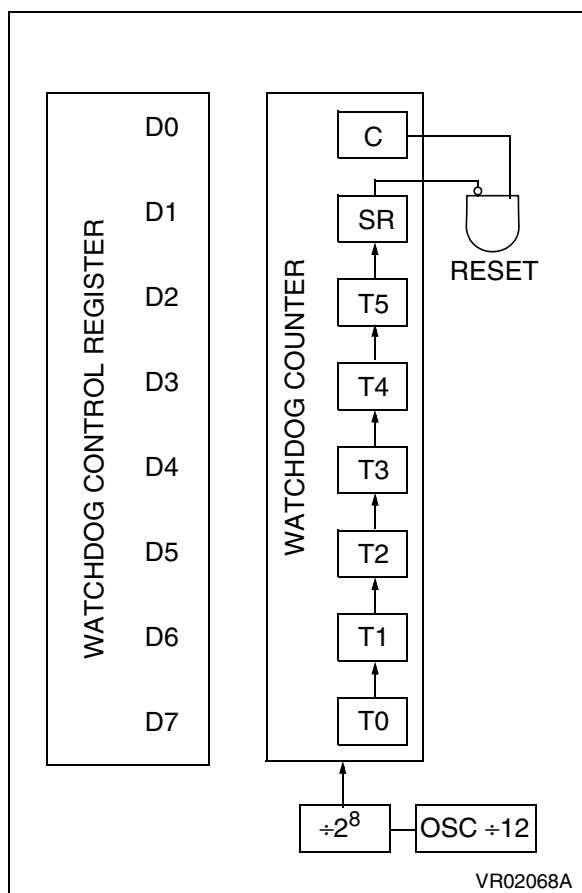 WATCHDOG CONTROL REGISTER
D0
D1
D2
D3
D4
D5
D6
D7
WATCHDOG COUNTER
C
SR
T5
T4
T3
T2
T1
T0
RESET
÷2⁸
OSC ÷12
VR02068A